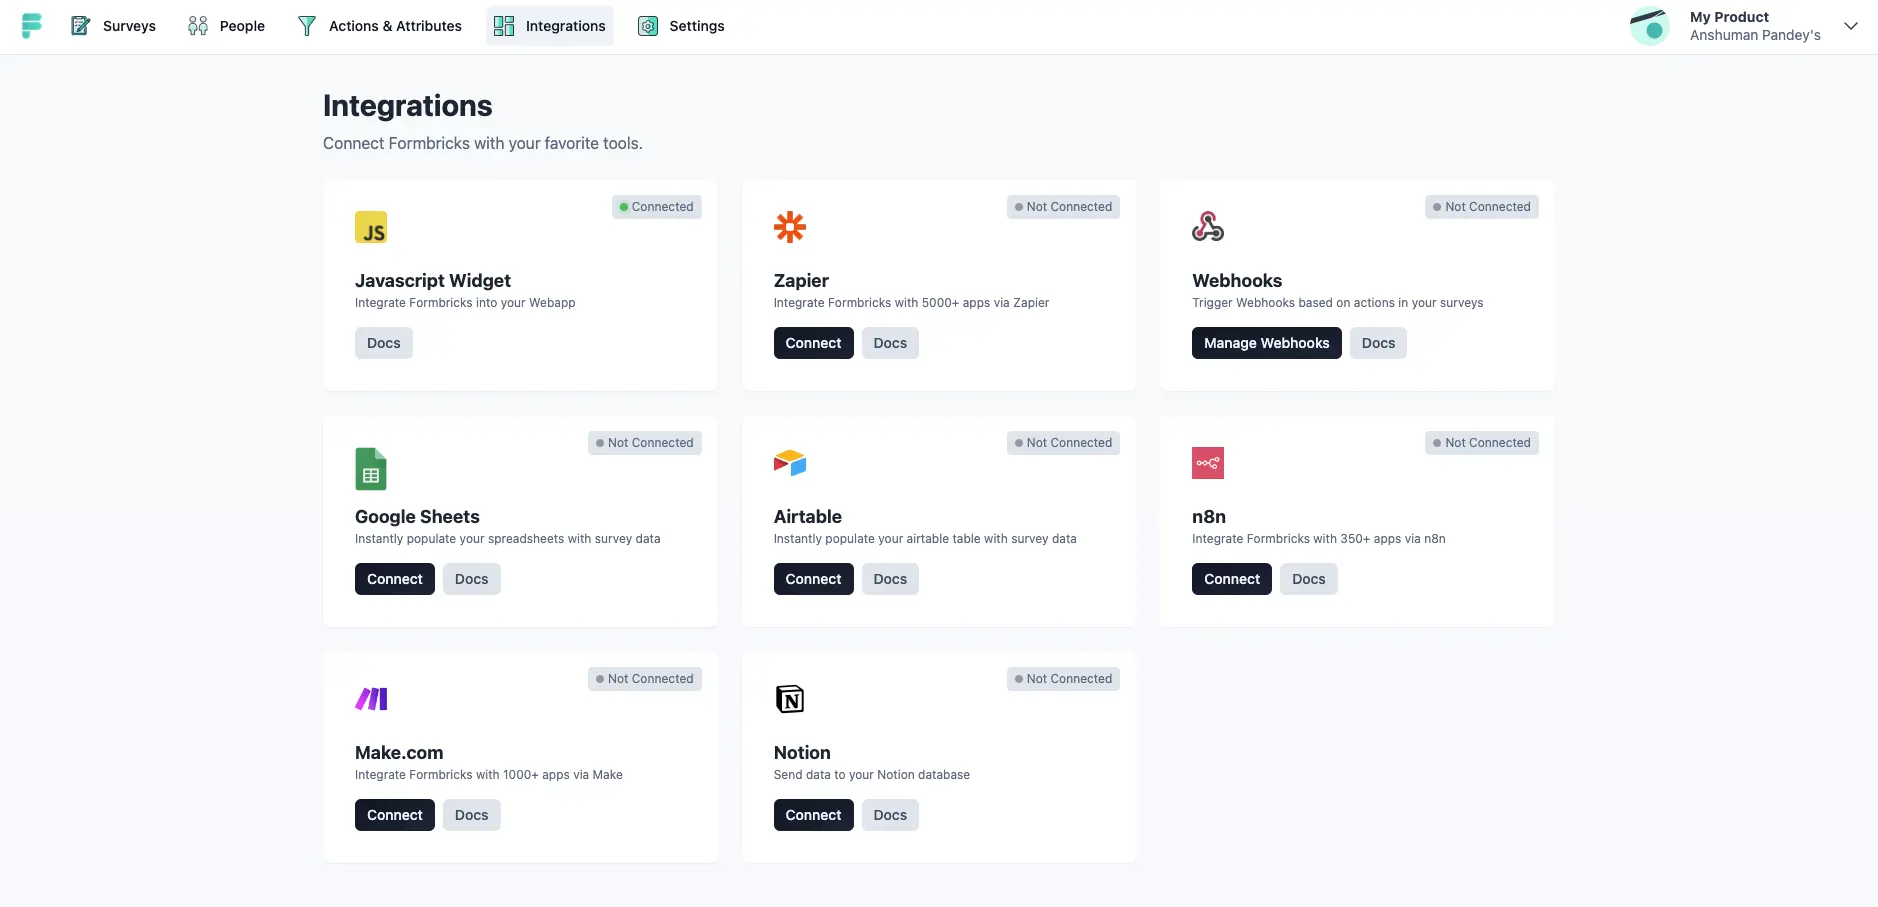 Surveys
People
Actions & Attributes
Integrations
Settings
My Product
Anshuman Pandey's
Integrations
Connect Formbricks with your favorite tools.
Connected
JS
Javascript Widget
Integrate Formbricks into your Webapp
Docs
Not Connected
Zapier
Integrate Formbricks with 5000+ apps via Zapier
Connect
Docs
Not Connected
Webhooks
Trigger Webhooks based on actions in your surveys
Manage Webhooks
Docs
Not Connected
Google Sheets
Instantly populate your spreadsheets with survey data
Connect
Docs
Not Connected
Airtable
Instantly populate your airtable table with survey data
Connect
Docs
Not Connected
n8n
Integrate Formbricks with 350+ apps via n8n
Connect
Docs
Not Connected
Make.com
Integrate Formbricks with 1000+ apps via Make
Connect
Docs
Not Connected
N
Notion
Send data to your Notion database
Connect
Docs